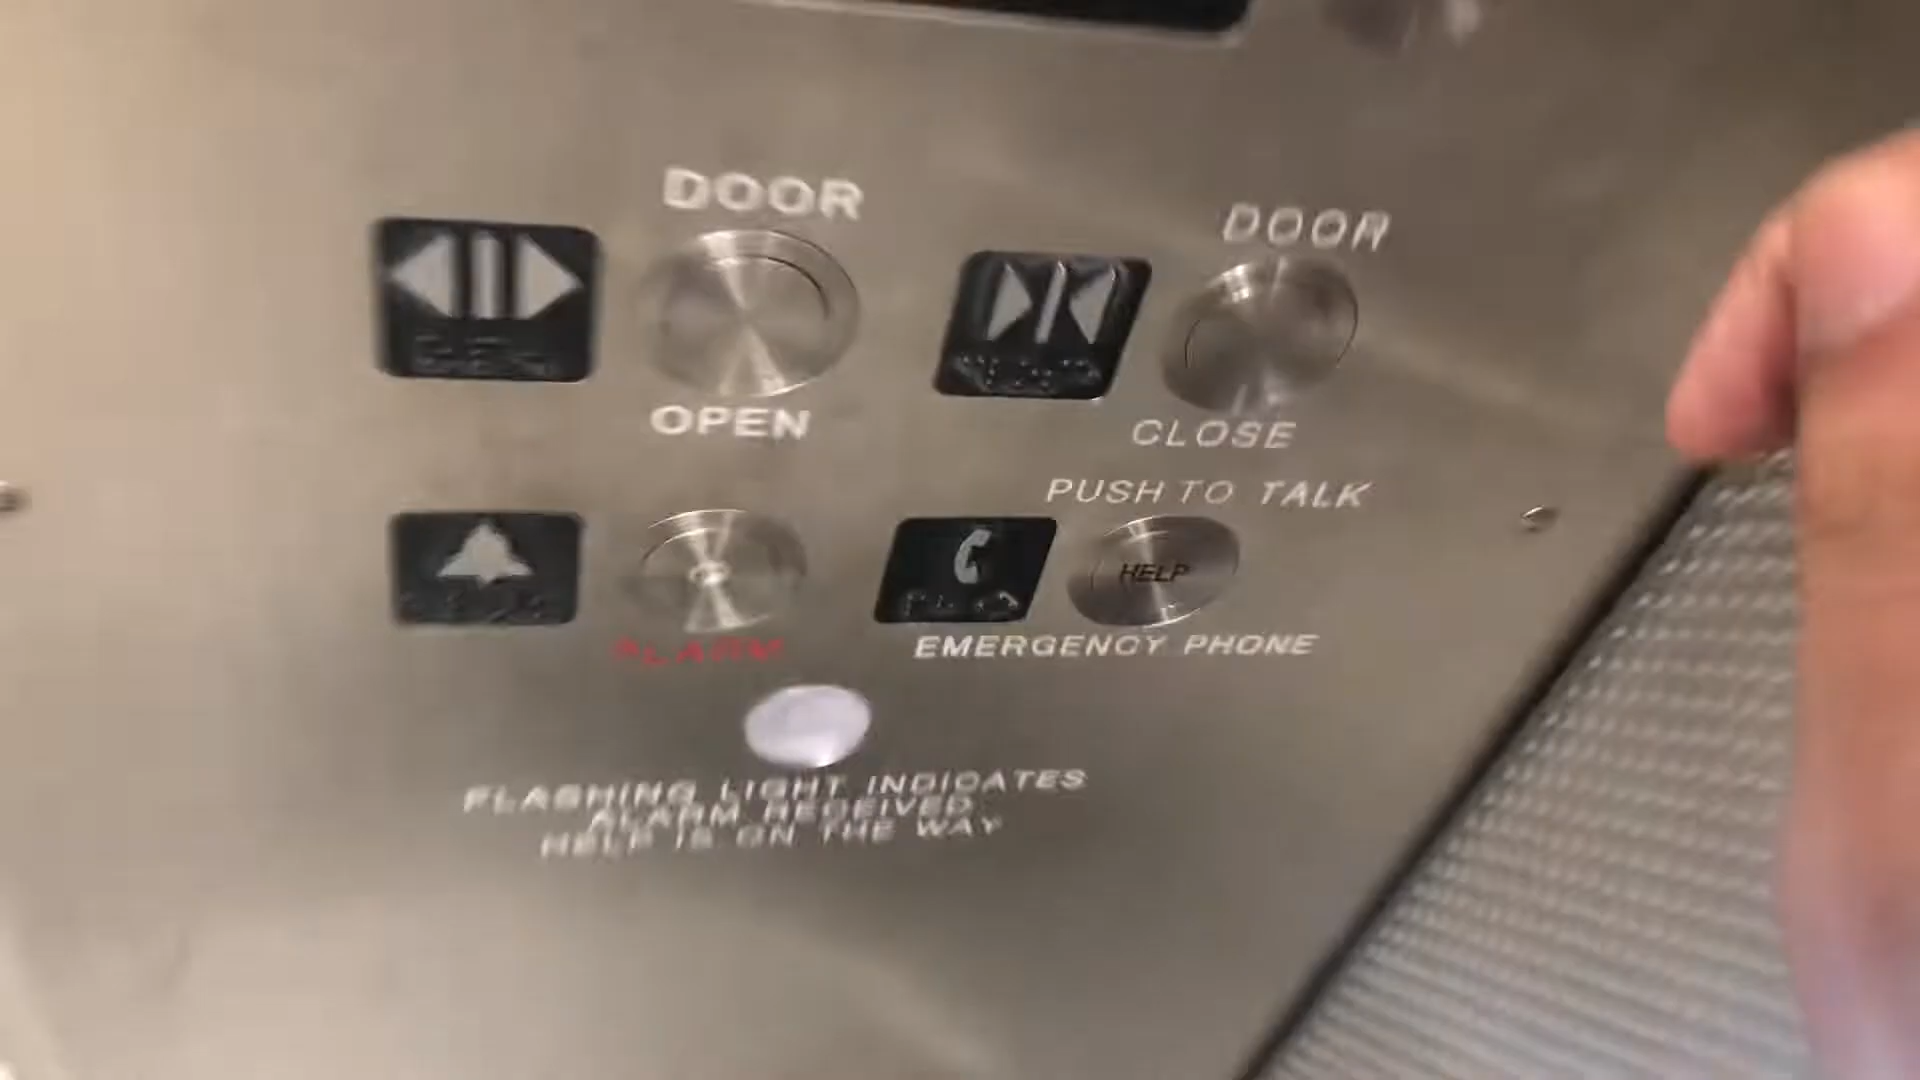 DOOR
OPEN
DOOR
CLOSE
ALARM
PUSH TO TALK
HELP
EMERGENCY PHONE
FLASHING LIGHT INDICATES
ALARM RECEIVED
HELP IS ON THE WAY